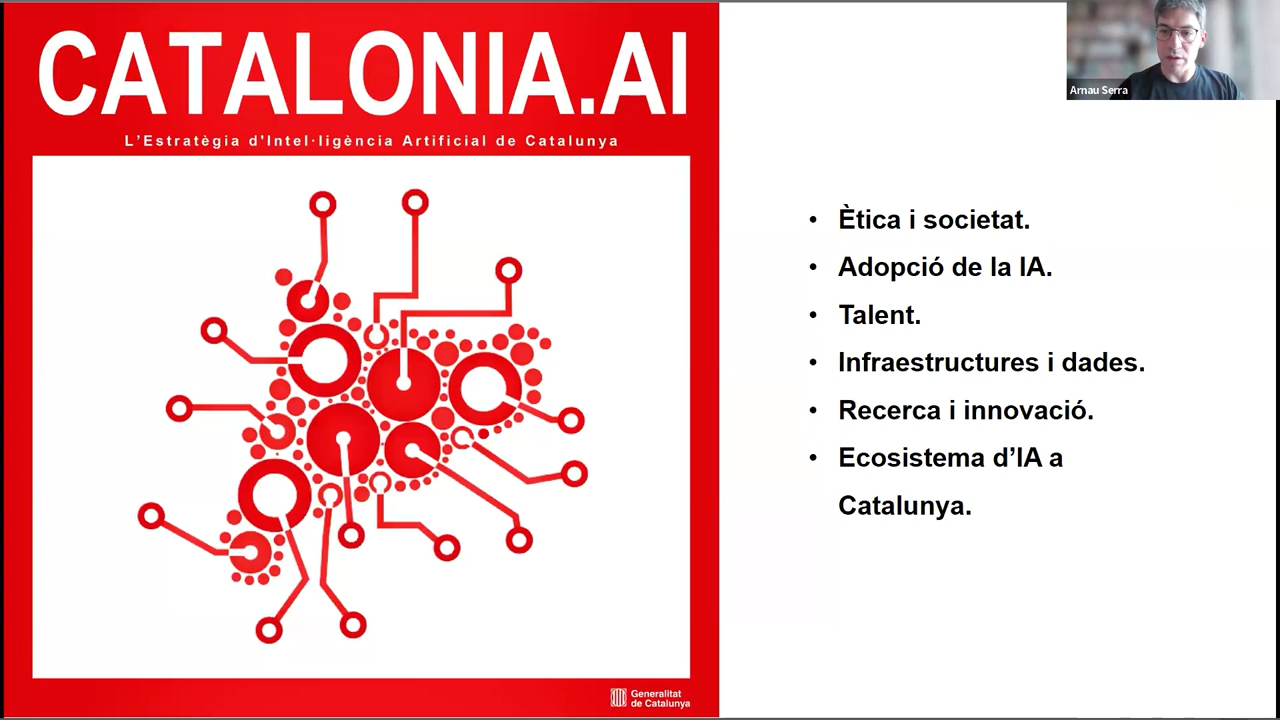 CATALONIA.AI
L’Estratègia d'Intel·ligència Artificial de Catalunya
Generalitat
de Catalunya
• Ètica i societat.
• Adopció de la IA.
• Talent.
• Infraestructures i dades.
• Recerca i innovació.
• Ecosistema d’IA a
Catalunya.
Arnau Serra